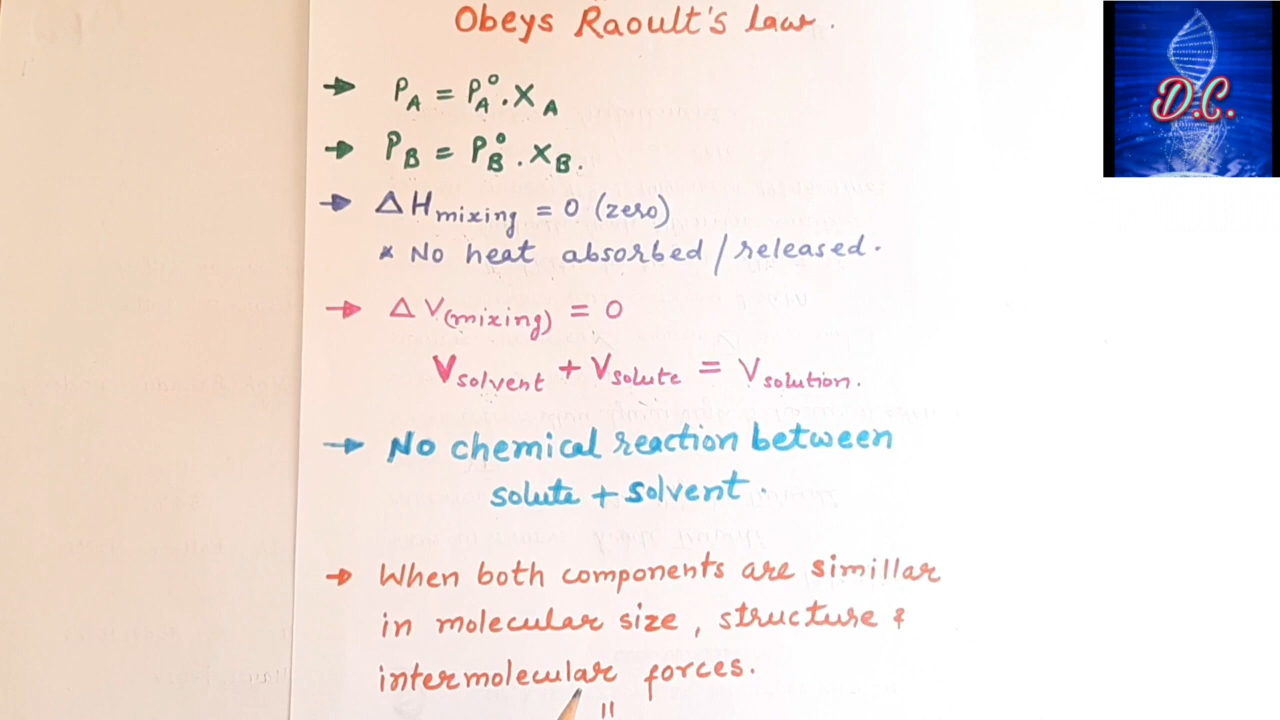 Obeys Raoult's law.
D.C.
→ PA = P°A . XA
→ PB = P°B . XB.
→ ΔHmixing = 0 (zero)
* No heat absorbed / released.
→ ΔV(mixing) = 0
Vsolvent + Vsolute = Vsolution.
→ No chemical reaction between
solute + solvent.
→ When both components are simillar
in molecular size, structure &
intermolecular forces.